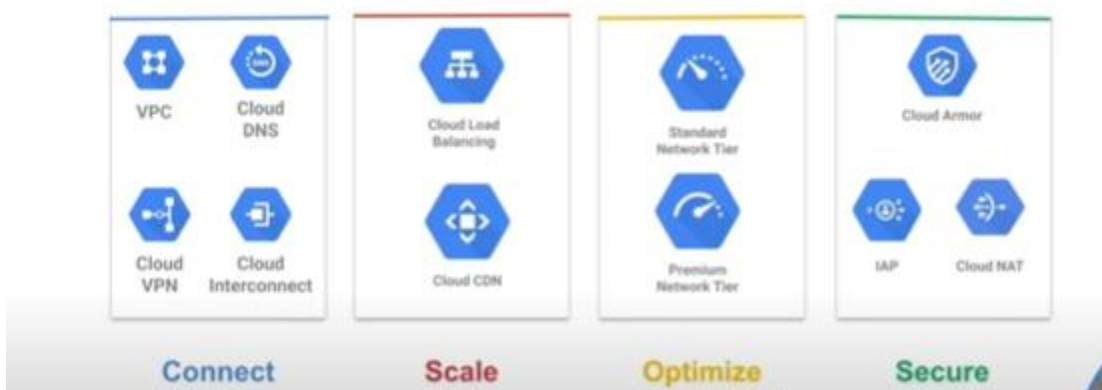 VPC
Cloud
DNS
Cloud
VPN
Cloud
Interconnect
Connect
Cloud Load
Balancing
Cloud CDN
Scale
Standard
Network Tier
Premium
Network Tier
Optimize
Cloud Armor
IAP
Cloud NAT
Secure